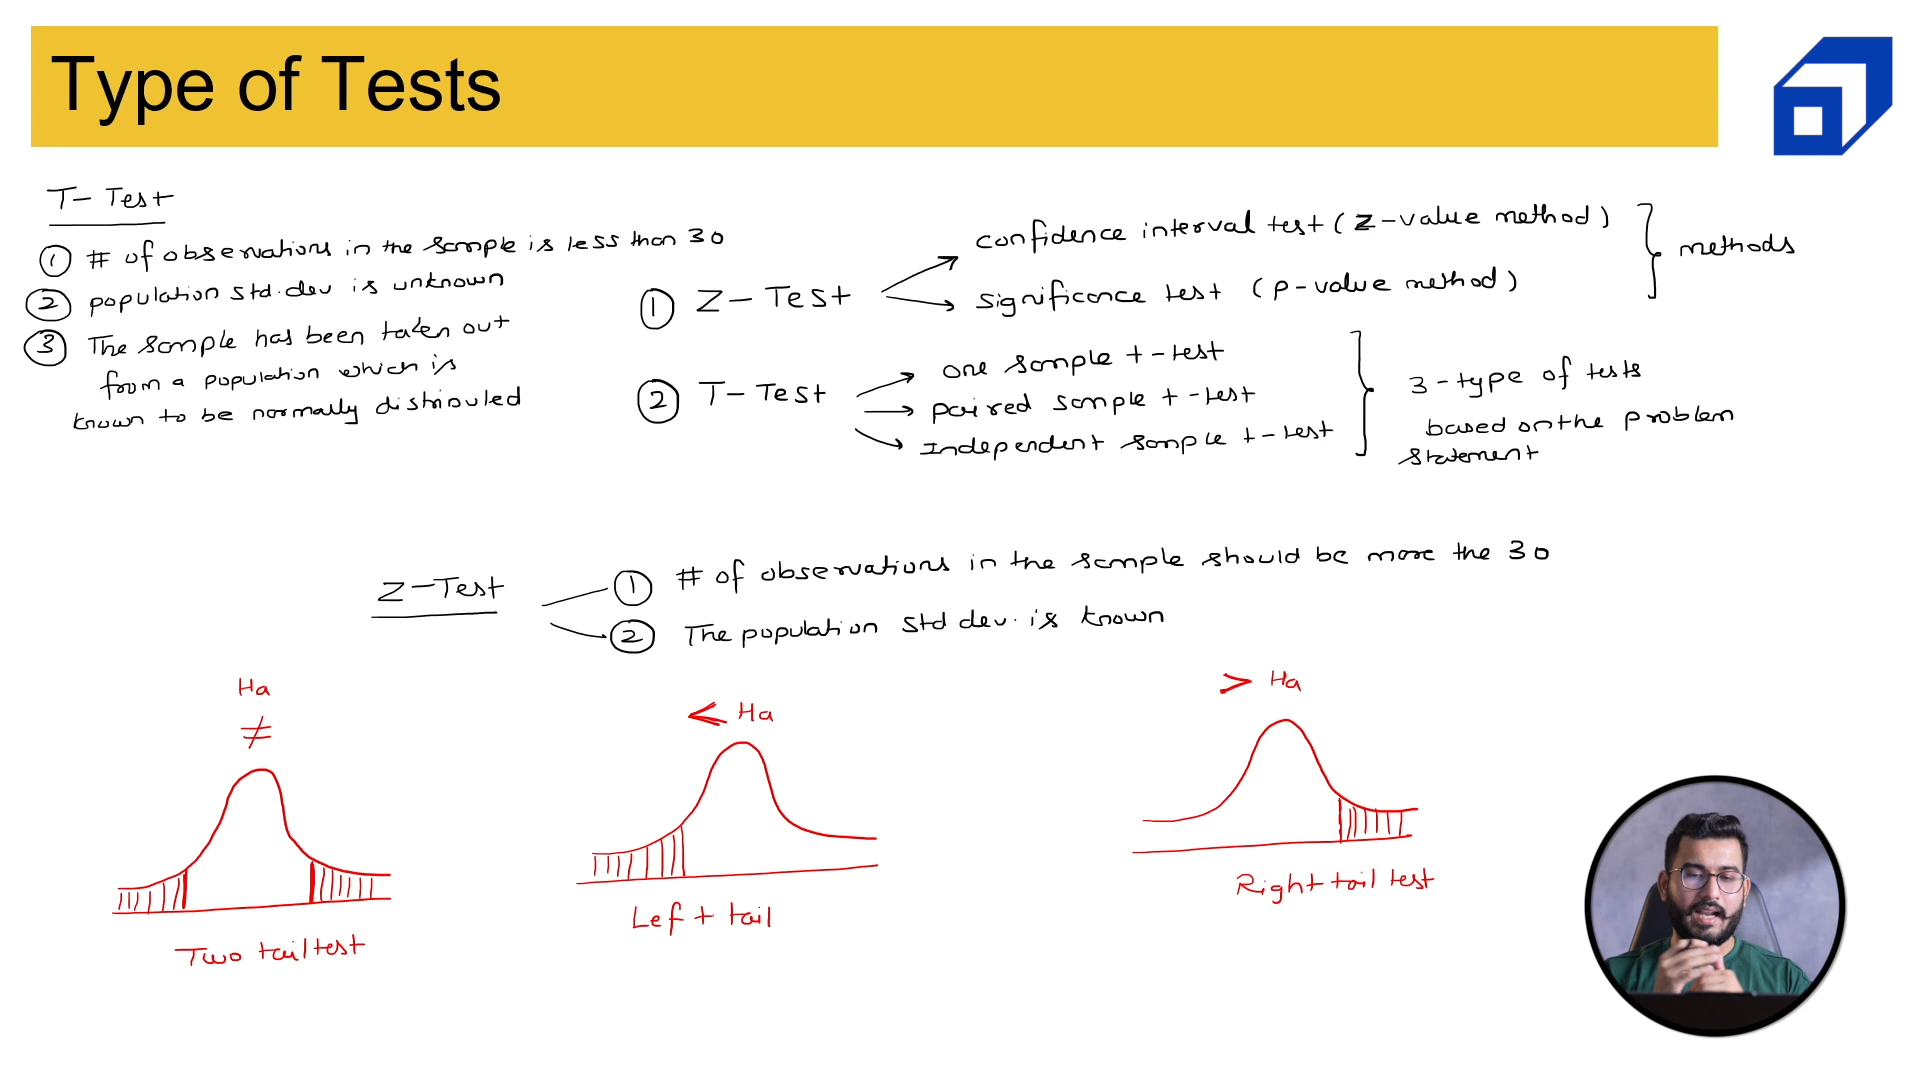 Type of Tests
T- Test
1 # of observations in the sample is less than 30
2 population std. dev is unknown
3 The sample has been taken out
from a population which is
known to be normally distributed
1 Z- Test
confidence interval test ( Z-value method )
significance test ( p-value method )
methods
2 T- Test
one sample t-test
paired sample t-test
Independent sample t-test
3-type of tests
based on the problem
statement
Z-Test
1 # of observations in the sample should be more the 30
2 The population std dev. is known
Ha
≠
Two tail test
< Ha
Left tail
> Ha
Right tail test